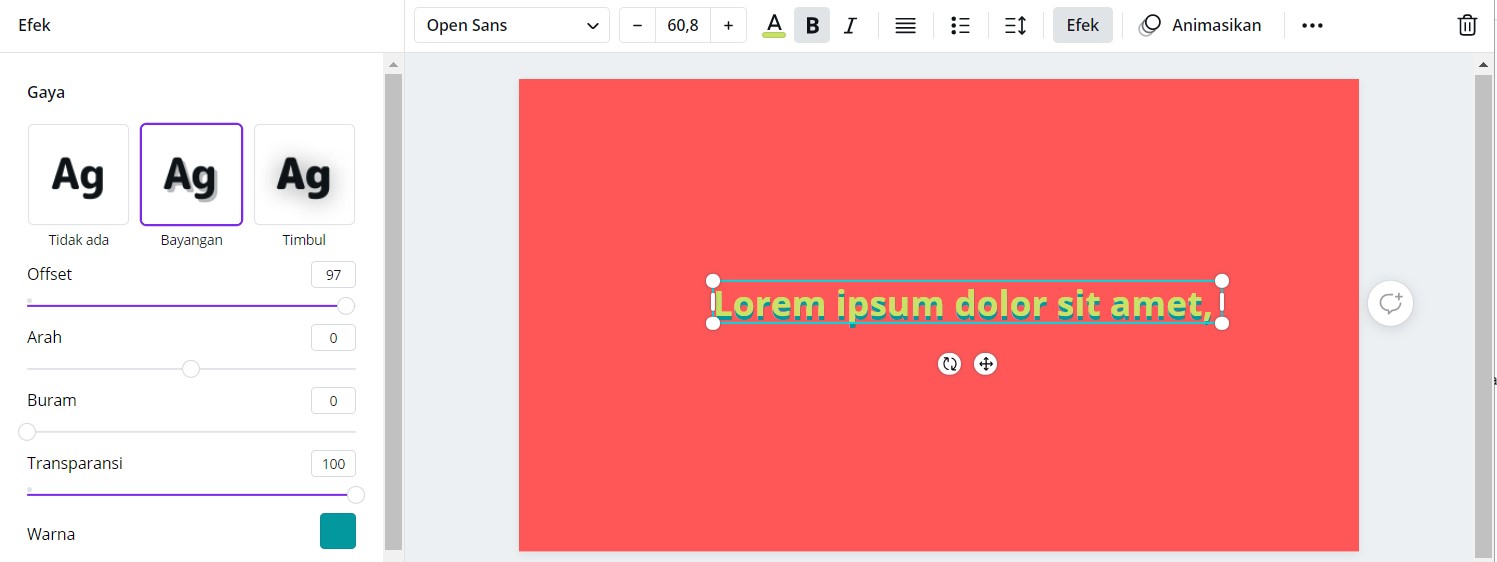 Efek
Open Sans
– 60,8 +
A B I
Efek
Animasikan
Gaya
Ag Ag Ag
Tidak ada Bayangan Timbul
Offset 97
Arah 0
Buram 0
Transparansi 100
Warna
Lorem ipsum dolor sit amet,